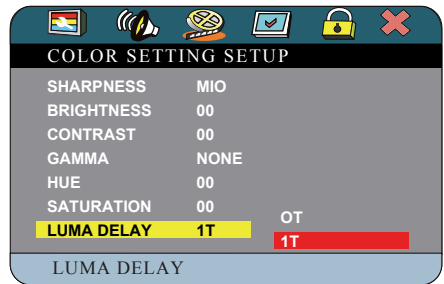 COLOR SETTING SETUP
SHARPNESS MIO
BRIGHTNESS 00
CONTRAST 00
GAMMA NONE
HUE 00
SATURATION 00
OT
LUMA DELAY 1T
1T
LUMA DELAY